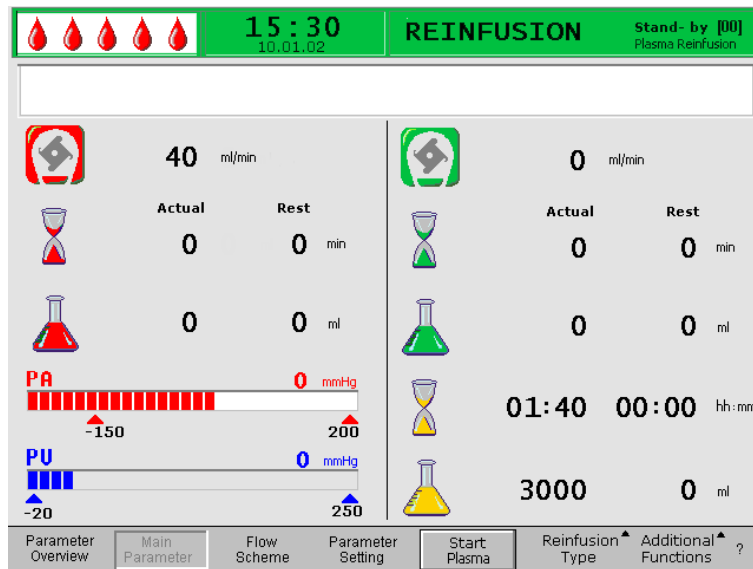 15:30
10.01.02
REINFUSION
Stand- by [00]
Plasma Reinfusion
40 ml/min
Actual Rest
0 0 min
0 0 ml
PA 0 mmHg
-150 200
PV 0 mmHg
-20 250
0 ml/min
Actual Rest
0 0 min
0 0 ml
01:40 00:00 hh:mm
3000 0 ml
Parameter Overview
Main Parameter
Flow Scheme
Parameter Setting
Start Plasma
Reinfusion Type
Additional Functions
?